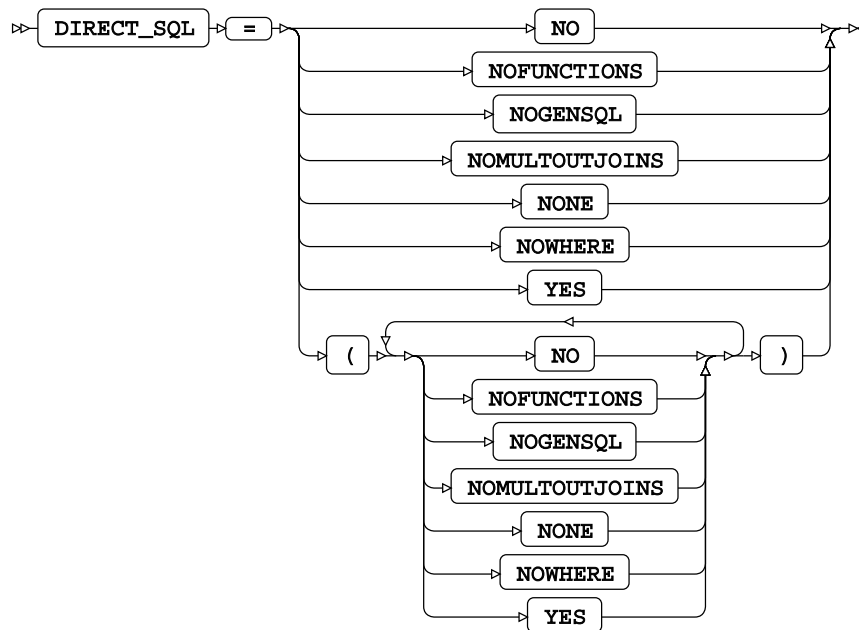 DIRECT_SQL = NO
NOFUNCTIONS
NOGENSQL
NOMULTOUTJOINS
NONE
NOWHERE
YES
( NO )
NOFUNCTIONS
NOGENSQL
NOMULTOUTJOINS
NONE
NOWHERE
YES